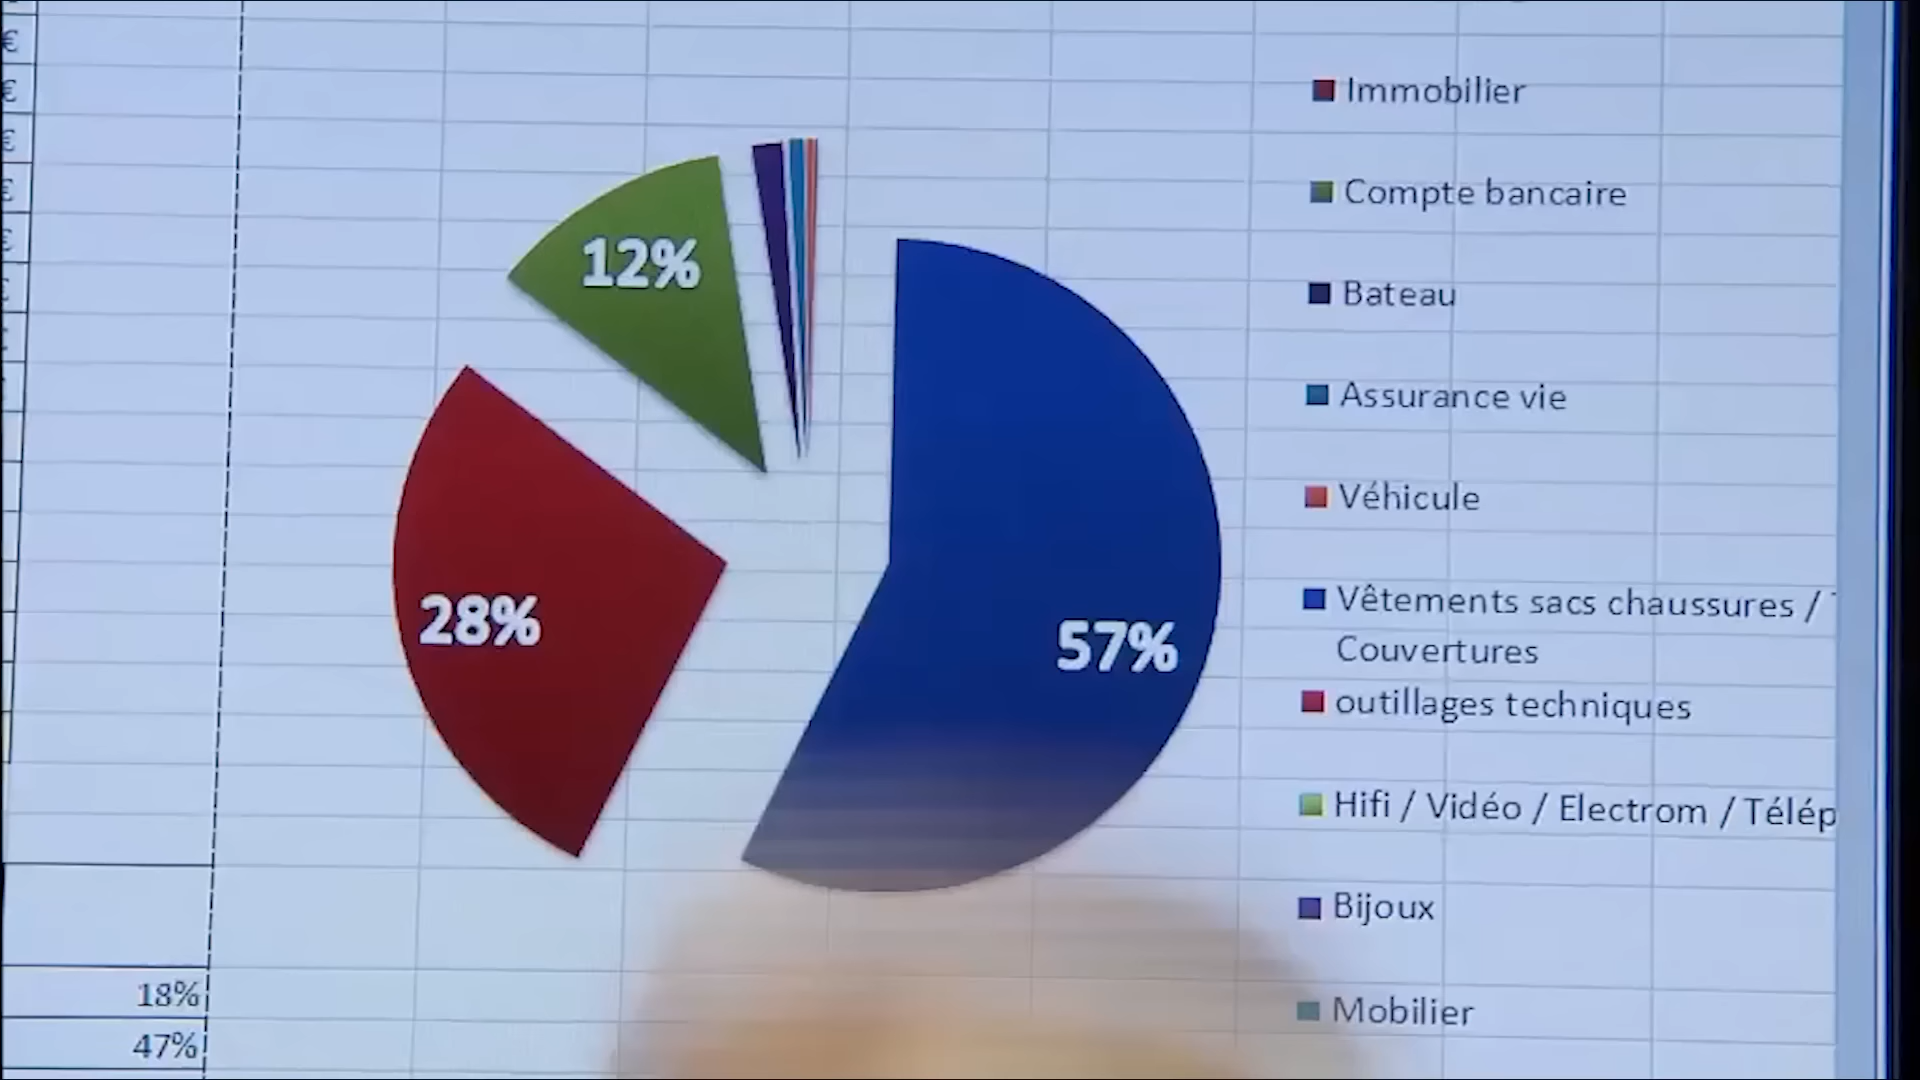 €
€
€
€
€
Immobilier
Compte bancaire
12%
Bateau
Assurance vie
Véhicule
Vêtements sacs chaussures /
Couvertures
28%
57%
outillages techniques
Hifi / Vidéo / Electrom / Télép
Bijoux
18%
Mobilier
47%